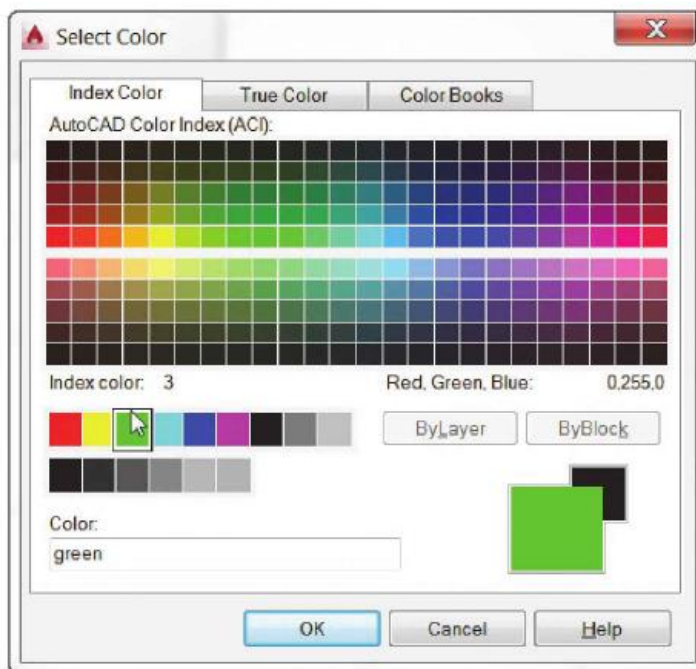 Select Color
Index Color True Color Color Books
AutoCAD Color Index (ACI):
Index color: 3 Red, Green, Blue: 0,255,0
ByLayer ByBlock
Color:
green
OK Cancel Help